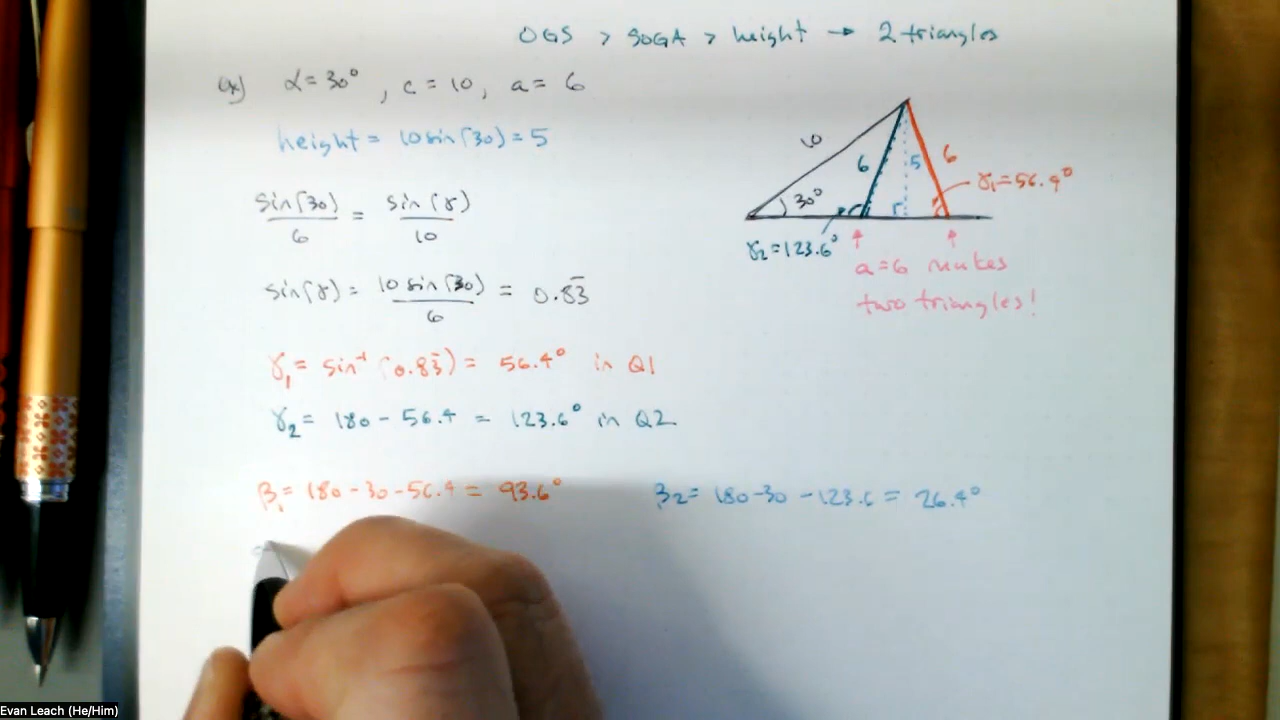 OGS > SOGA > height → 2 triangles
ex) α = 30°, c = 10, a = 6
height = 10 sin(30) = 5
sin(30)/6 = sin(γ)/10
sin(γ) = 10 sin(30)/6 = 0.83̄
γ₁ = sin⁻¹(0.83̄) = 56.4° in Q1
γ₂ = 180 - 56.4 = 123.6° in Q2
β₁ = 180 - 30 - 56.4 = 93.6°
β₂ = 180 - 30 - 123.6 = 26.4°
10
6
5
6
30°
γ₁ = 56.4°
γ₂ = 123.6°
a = 6 makes
two triangles!
Evan Leach (He/Him)